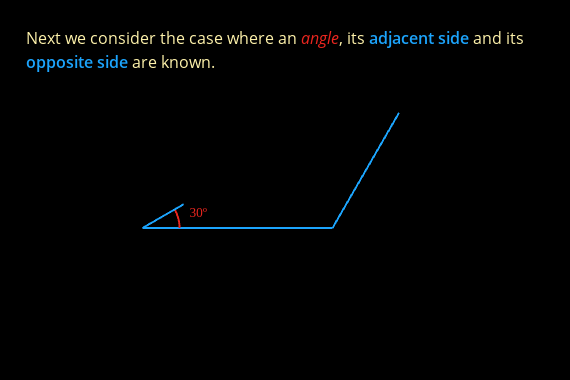 Next we consider the case where an angle, its adjacent side and its
opposite side are known.
30°